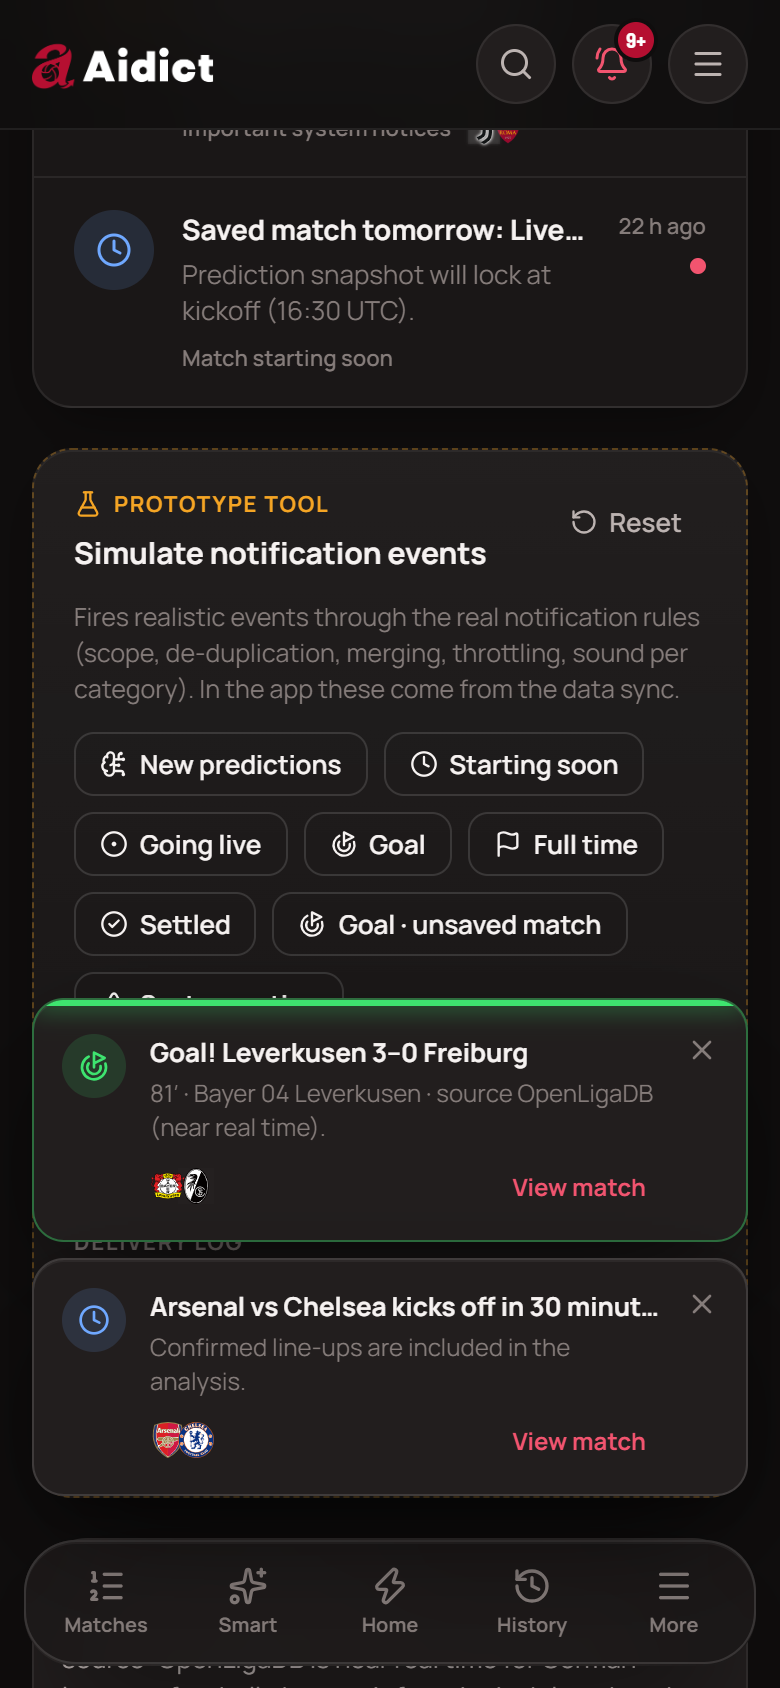 Aidict
9+
important system notices
Saved match tomorrow: Live...
22 h ago
Prediction snapshot will lock at
kickoff (16:30 UTC).
Match starting soon
PROTOTYPE TOOL
Reset
Simulate notification events
Fires realistic events through the real notification rules
(scope, de-duplication, merging, throttling, sound per
category). In the app these come from the data sync.
New predictions
Starting soon
Going live
Goal
Full time
Settled
Goal · unsaved match
Goal! Leverkusen 3–0 Freiburg
81′ · Bayer 04 Leverkusen · source OpenLigaDB
(near real time).
View match
DELIVERY LOG
Arsenal vs Chelsea kicks off in 30 minut...
Confirmed line-ups are included in the
analysis.
View match
Matches
Smart
Home
History
More